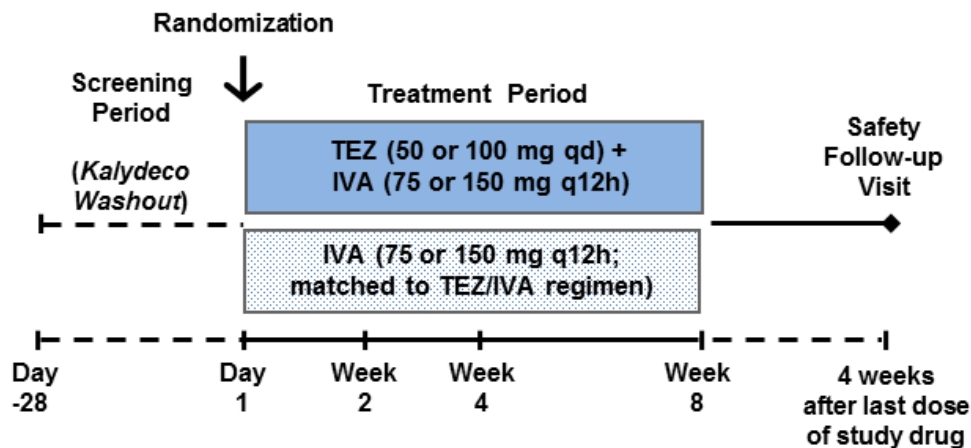 Randomization
Screening
Period
(Kalydeco
Washout)
Treatment Period
TEZ (50 or 100 mg qd) +
IVA (75 or 150 mg q12h)
IVA (75 or 150 mg q12h;
matched to TEZ/IVA regimen)
Safety
Follow-up
Visit
Day
-28
Day
1
Week
2
Week
4
Week
8
4 weeks
after last dose
of study drug